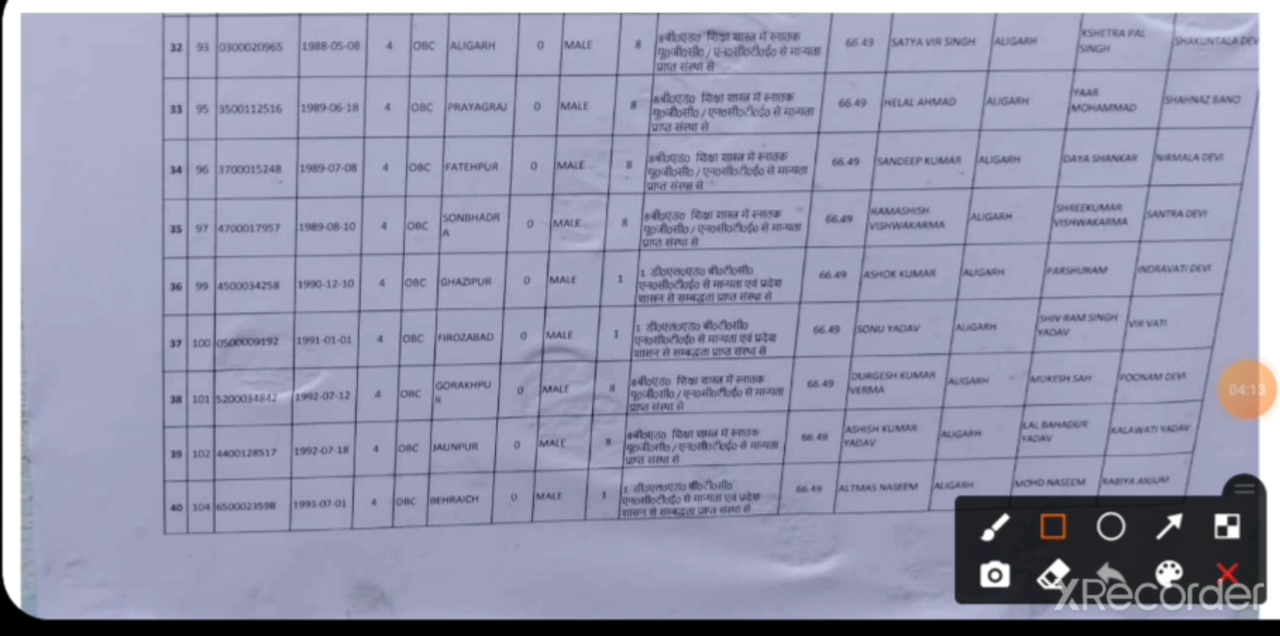 32 93 0300020965 1988-05-08 4 OBC ALIGARH 0 MALE 8 8बी०एड० शिक्षा शास्त्र में स्नातक यू०जी०सी० / एन०सी०टी०ई० से मान्यता प्राप्त संस्था से 66.49 SATYA VIR SINGH ALIGARH KSHETRA PAL SINGH SHAKUNTALA DEV
33 95 3500112516 1989-06-18 4 OBC PRAYAGRAJ 0 MALE 8 8बी०एड० शिक्षा शास्त्र में स्नातक यू०जी०सी० / एन०सी०टी०ई० से मान्यता प्राप्त संस्था से 66.49 HELAL AHMAD ALIGARH YAAR MOHAMMAD SHAHNAZ BANO
34 96 3700015248 1989-07-08 4 OBC FATEHPUR 0 MALE 8 8बी०एड० शिक्षा शास्त्र में स्नातक यू०जी०सी० / एन०सी०टी०ई० से मान्यता प्राप्त संस्था से 66.49 SANDEEP KUMAR ALIGARH DAYA SHANKAR NIRMALA DEVI
35 97 4700017957 1989-08-10 4 OBC SONBHADR A 0 MALE 8 8बी०एड० शिक्षा शास्त्र में स्नातक यू०जी०सी० / एन०सी०टी०ई० से मान्यता प्राप्त संस्था से 66.49 RAMASHISH VISHWAKARMA ALIGARH SHREEKUMAR VISHWAKARMA SANTRA DEVI
36 99 4500034258 1990-12-10 4 OBC GHAZIPUR 0 MALE 1 1 डी०एल०एड० बी०टी०सी० एन०सी०टी०ई० से मान्यता एवं प्रदेश शासन से सम्बद्धता प्राप्त संस्था से 66.49 ASHOK KUMAR ALIGARH PARSHURAM INDRAVATI DEVI
37 100 0500009192 1991-01-01 4 OBC FIROZABAD 0 MALE 1 1 डी०एल०एड० बी०टी०सी० एन०सी०टी०ई० से मान्यता एवं प्रदेश शासन से सम्बद्धता प्राप्त संस्था से 66.49 SONU YADAV ALIGARH SHIV RAM SINGH YADAV VIR VATI
38 101 5200034842 1992-07-12 4 OBC GORAKHPU R 0 MALE 8 8बी०एड० शिक्षा शास्त्र में स्नातक यू०जी०सी० / एन०सी०टी०ई० से मान्यता प्राप्त संस्था से 66.49 DURGESH KUMAR VERMA ALIGARH MUKESH SAH POONAM DEVI
39 102 4400128517 1992-07-18 4 OBC JAUNPUR 0 MALE 8 8बी०एड० शिक्षा शास्त्र में स्नातक यू०जी०सी० / एन०सी०टी०ई० से मान्यता प्राप्त संस्था से 66.49 ASHISH KUMAR YADAV ALIGARH LAL BAHADUR YADAV KALAWATI YADAV
40 104 6500023598 1993-07-01 4 OBC BEHRAICH 0 MALE 1 1 डी०एल०एड० बी०टी०सी० एन०सी०टी०ई० से मान्यता एवं प्रदेश शासन से सम्बद्धता प्राप्त संस्था से 66.49 ALTMAS NASEEM ALIGARH MOHD NASEEM RABIYA ANJUM
04:13
XRecorder